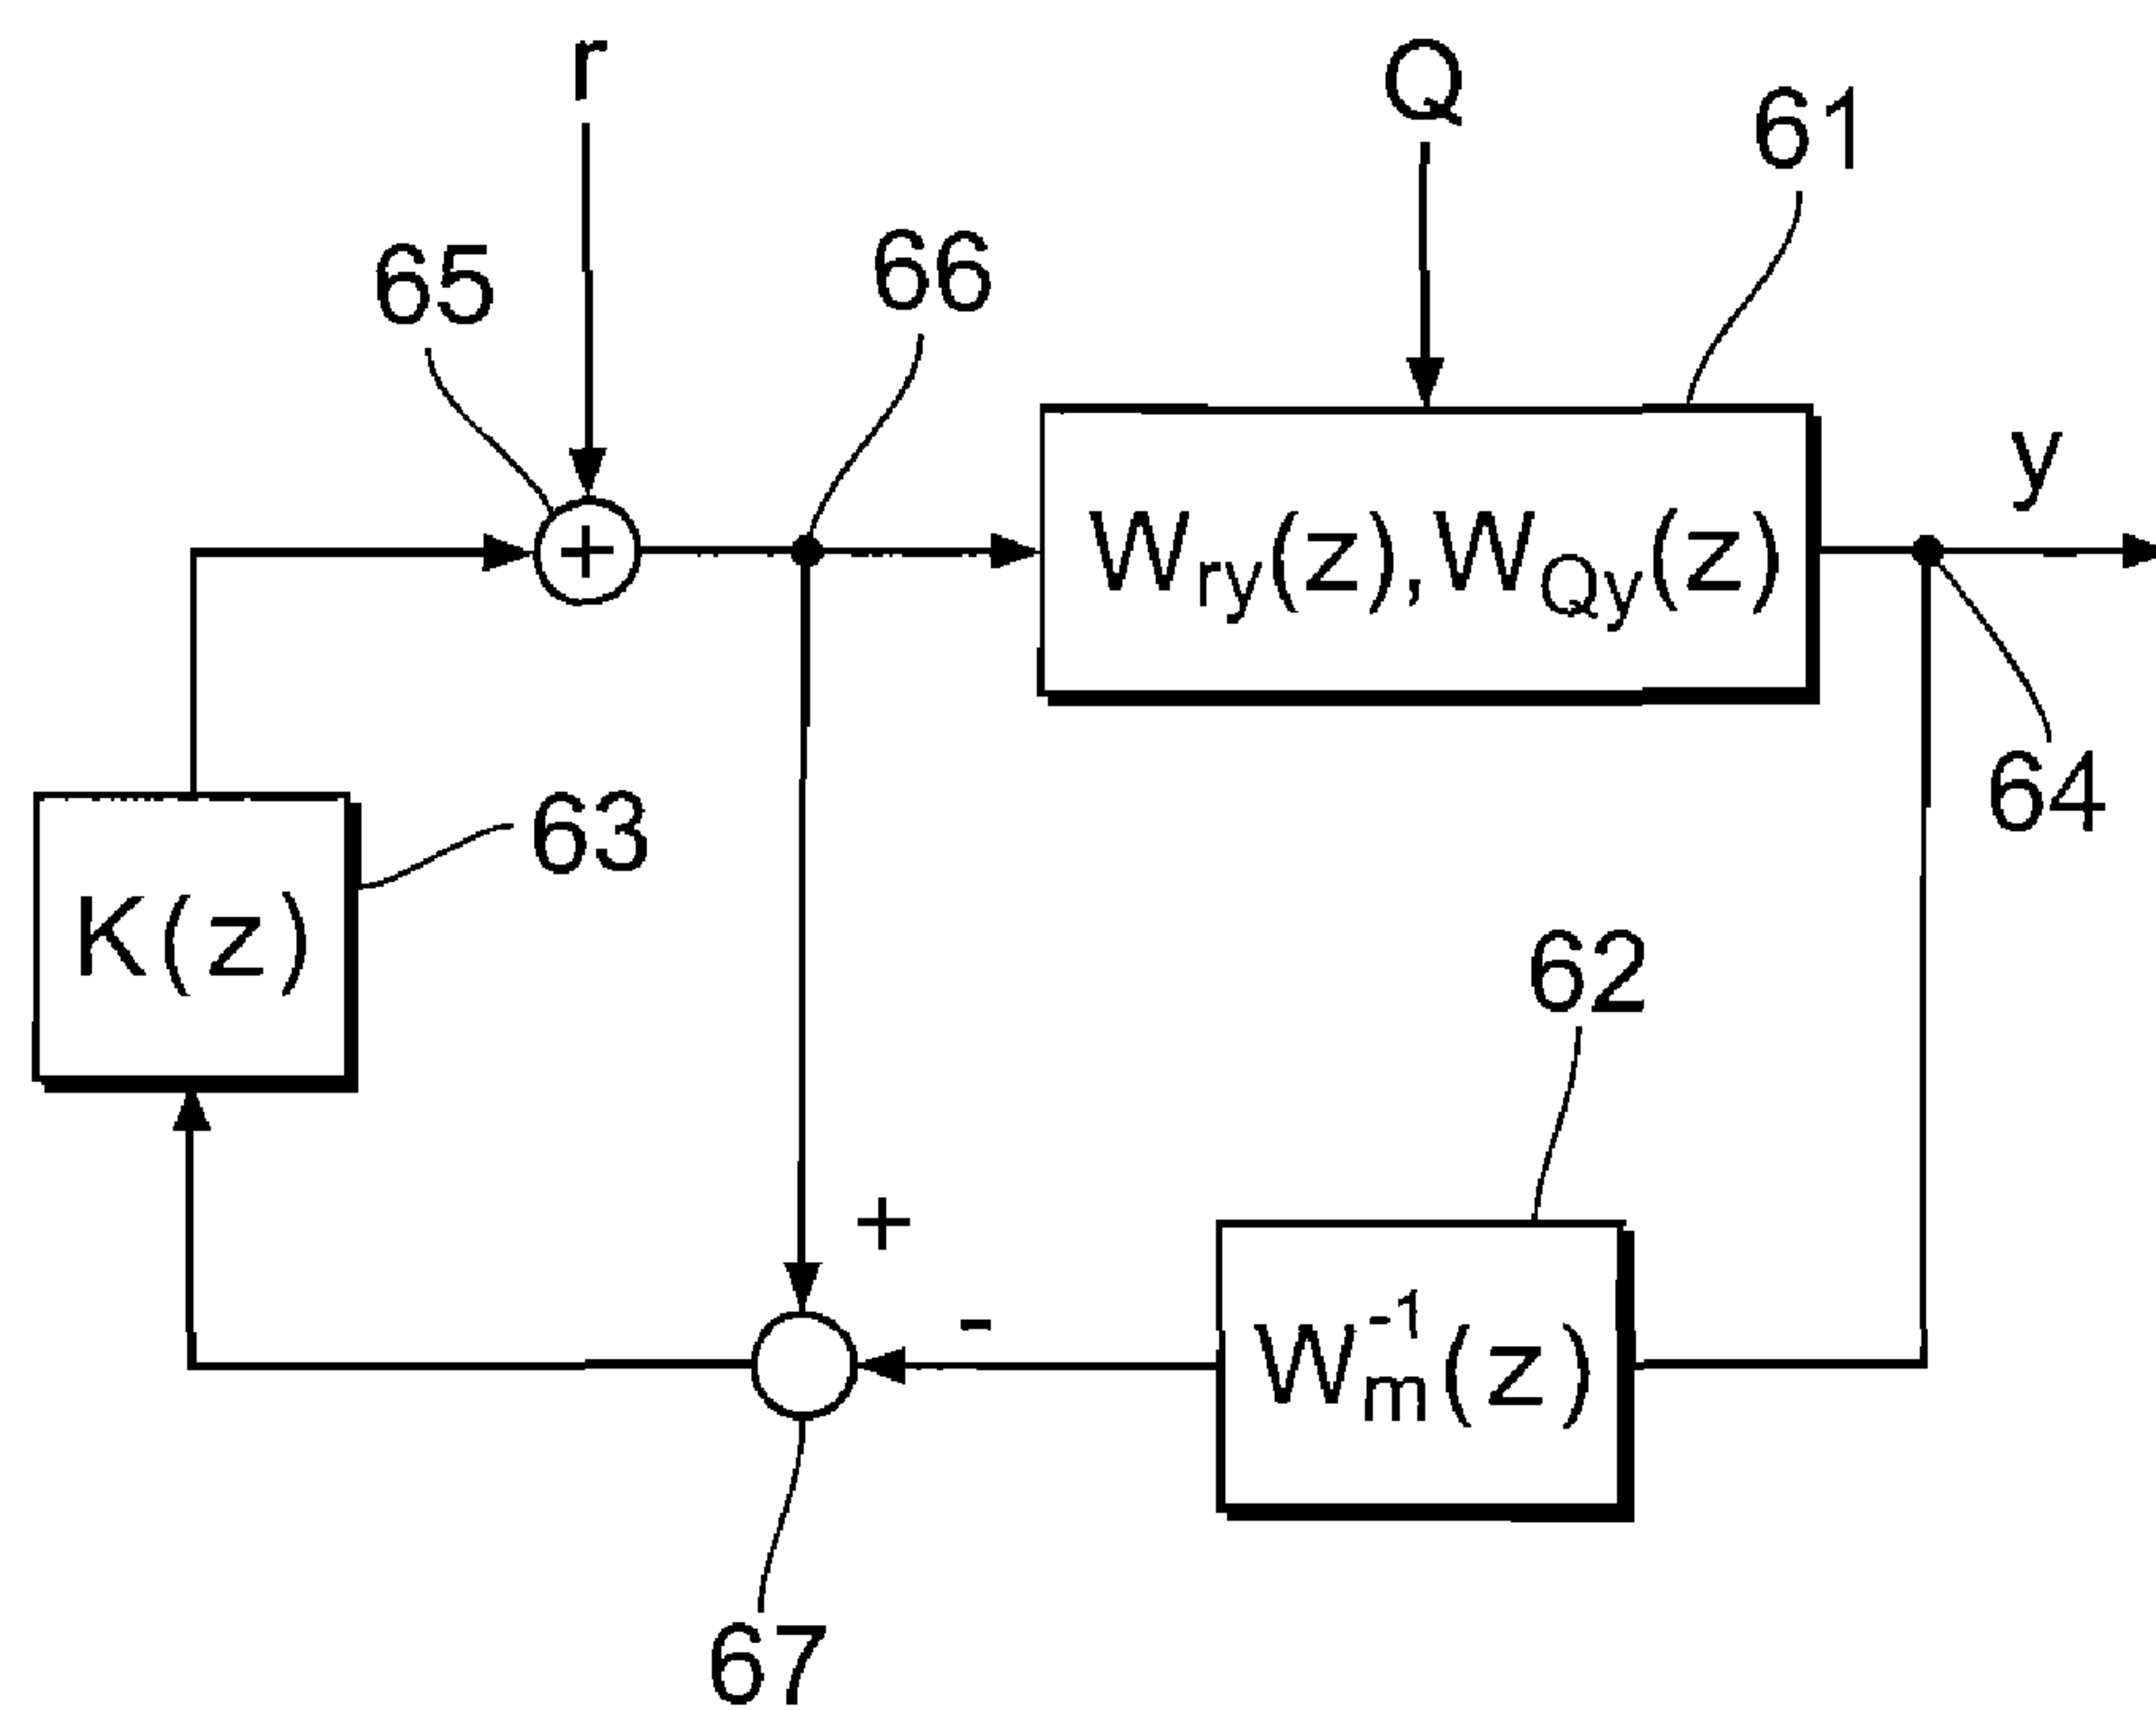 r
Q
61
65
66
y
+
W_ry(z),W_Qy(z)
64
63
K(z)
62
+
-
W_m^-1(z)
67